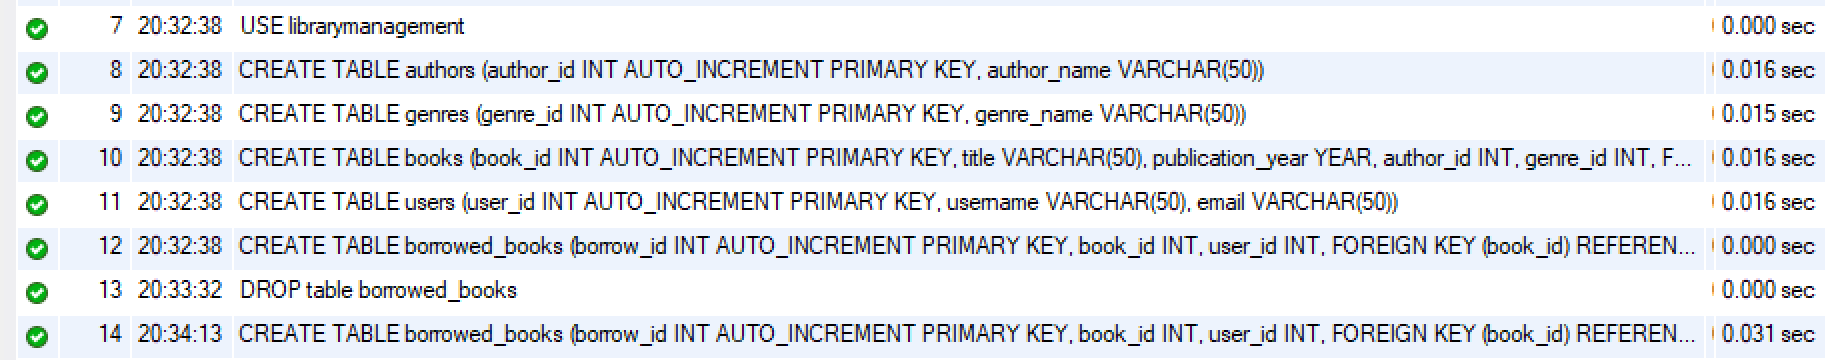 7 20:32:38 USE librarymanagement 0.000 sec
8 20:32:38 CREATE TABLE authors (author_id INT AUTO_INCREMENT PRIMARY KEY, author_name VARCHAR(50)) 0.016 sec
9 20:32:38 CREATE TABLE genres (genre_id INT AUTO_INCREMENT PRIMARY KEY, genre_name VARCHAR(50)) 0.015 sec
10 20:32:38 CREATE TABLE books (book_id INT AUTO_INCREMENT PRIMARY KEY, title VARCHAR(50), publication_year YEAR, author_id INT, genre_id INT, F... 0.016 sec
11 20:32:38 CREATE TABLE users (user_id INT AUTO_INCREMENT PRIMARY KEY, username VARCHAR(50), email VARCHAR(50)) 0.016 sec
12 20:32:38 CREATE TABLE borrowed_books (borrow_id INT AUTO_INCREMENT PRIMARY KEY, book_id INT, user_id INT, FOREIGN KEY (book_id) REFEREN... 0.000 sec
13 20:33:32 DROP table borrowed_books 0.000 sec
14 20:34:13 CREATE TABLE borrowed_books (borrow_id INT AUTO_INCREMENT PRIMARY KEY, book_id INT, user_id INT, FOREIGN KEY (book_id) REFEREN... 0.031 sec